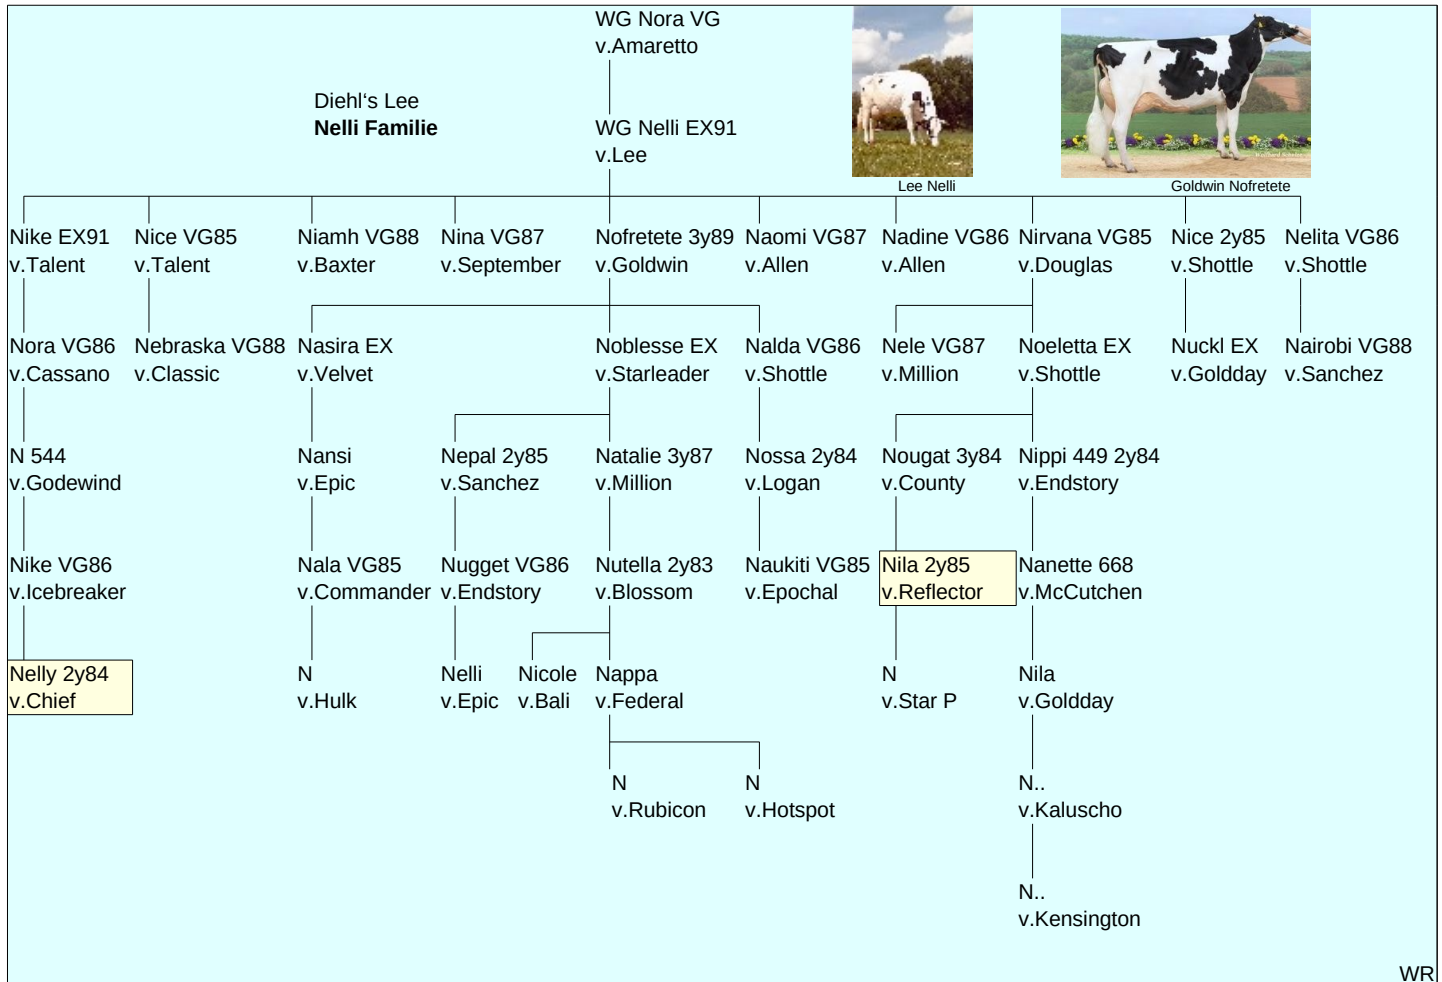 WG Nora VG
v.Amaretto
Diehl‘s Lee
Nelli Familie
WG Nelli EX91
v.Lee
Lee Nelli
Goldwin Nofretete
Nike EX91
v.Talent
Nice VG85
v.Talent
Niamh VG88
v.Baxter
Nina VG87
v.September
Nofretete 3y89
v.Goldwin
Naomi VG87
v.Allen
Nadine VG86
v.Allen
Nirvana VG85
v.Douglas
Nice 2y85
v.Shottle
Nelita VG86
v.Shottle
Nora VG86
v.Cassano
Nebraska VG88
v.Classic
Nasira EX
v.Velvet
Noblesse EX
v.Starleader
Nalda VG86
v.Shottle
Nele VG87
v.Million
Noeletta EX
v.Shottle
Nuckl EX
v.Goldday
Nairobi VG88
v.Sanchez
N 544
v.Godewind
Nansi
v.Epic
Nepal 2y85
v.Sanchez
Natalie 3y87
v.Million
Nossa 2y84
v.Logan
Nougat 3y84
v.County
Nippi 449 2y84
v.Endstory
Nike VG86
v.Icebreaker
Nala VG85
v.Commander
Nugget VG86
v.Endstory
Nutella 2y83
v.Blossom
Naukiti VG85
v.Epochal
Nila 2y85
v.Reflector
Nanette 668
v.McCutchen
Nelly 2y84
v.Chief
N
v.Hulk
Nelli
v.Epic
Nicole
v.Bali
Nappa
v.Federal
N
v.Star P
Nila
v.Goldday
N
v.Rubicon
N
v.Hotspot
N..
v.Kaluscho
N..
v.Kensington
WR